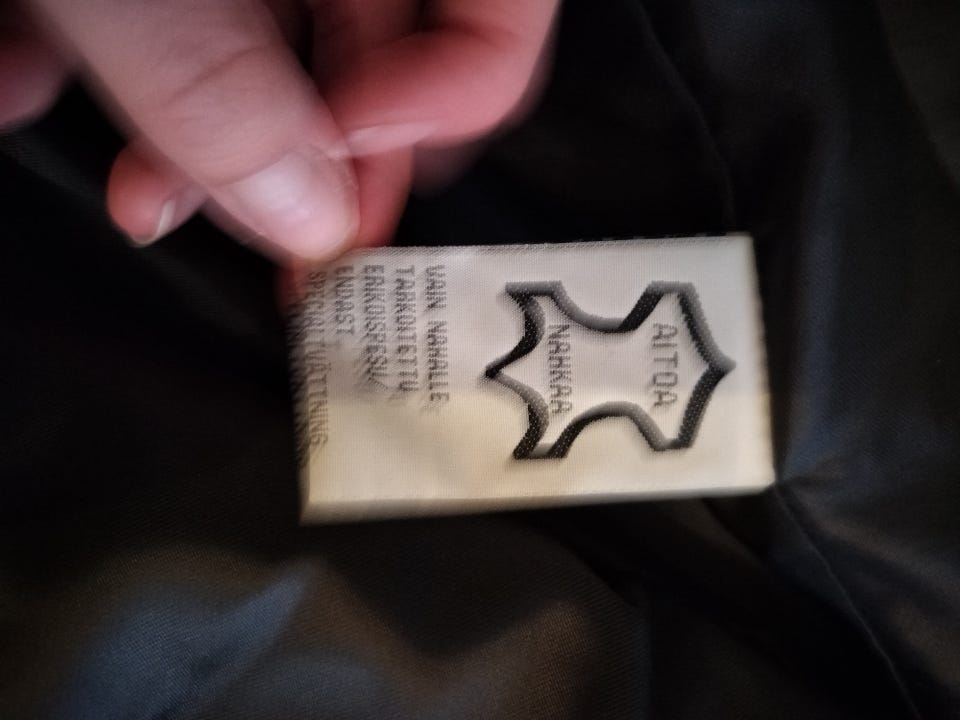 AITOA
NAHKAA
VAIN NAHALLE
TARKOITETTU
ERIKOISPESU/
ENDAST
SPECIALTVÄTTNING